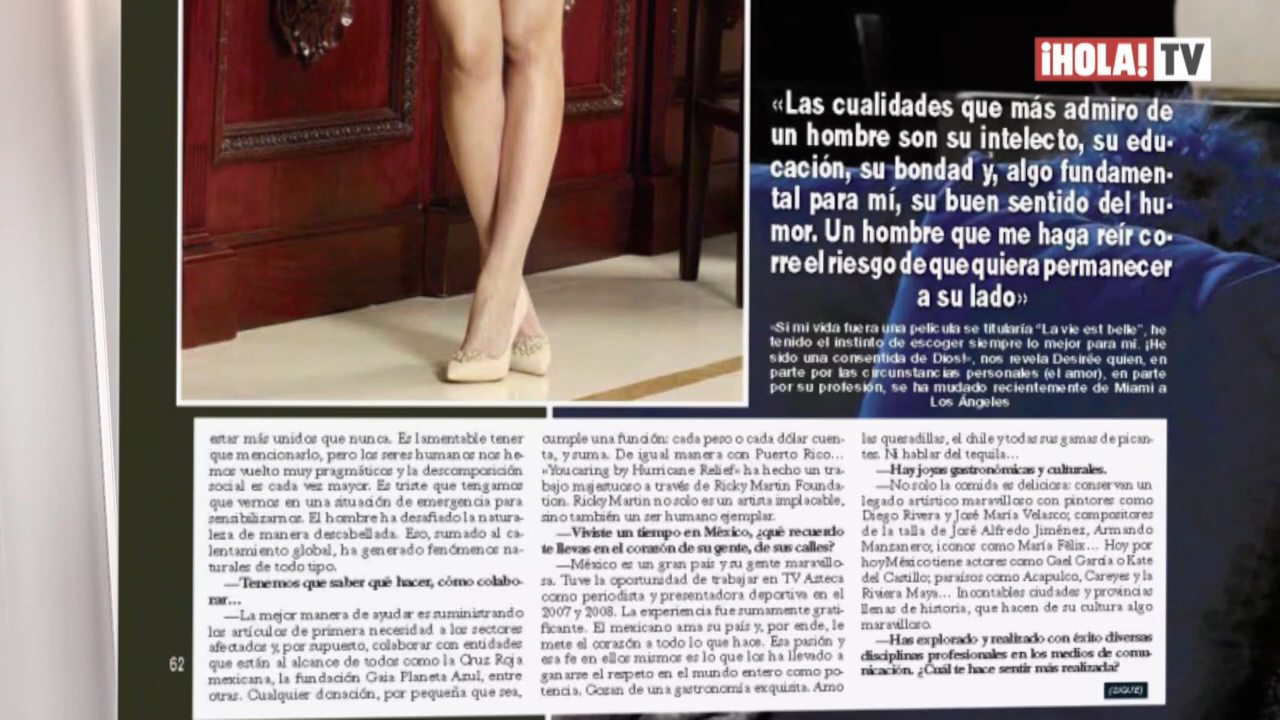 ¡HOLA! TV
«Las cualidades que más admiro de
un hombre son su intelecto, su edu-
cación, su bondad y, algo fundamen-
tal para mí, su buen sentido del hu-
mor. Un hombre que me haga reír co-
rre el riesgo de que quiera permanecer
a su lado»
«Si mi vida fuera una película se titularía “La vie est belle”, he
tenido el instinto de escoger siempre lo mejor para mí. ¡He
sido una consentida de Dios!», nos revela Desirée quien, en
parte por las circunstancias personales (el amor), en parte
por su profesión, se ha mudado recientemente de Miami a
Los Ángeles
estar más unidos que nunca. Es lamentable tener
que mencionarlo, pero los seres humanos nos he-
mos vuelto muy pragmáticos y la descomposición
social es cada vez mayor. Es triste que tengamos
que vernos en una situación de emergencia para
sensibilizarnos. El hombre ha desafiado la natura-
leza de manera descabellada. Eso, sumado al ca-
lentamiento global, ha generado fenómenos na-
turales de todo tipo.
—Tenemos que saber qué hacer, cómo colabo-
rar...
—La mejor manera de ayudar es suministrando
los artículos de primera necesidad a los sectores
afectados y, por supuesto, colaborar con entidades
que están al alcance de todos como la Cruz Roja
mexicana, la fundación Gaia Planeta Azul, entre
otras. Cualquier donación, por pequeña que sea,
cumple una función: cada peso o cada dólar cuen-
ta, y suma. De igual manera con Puerto Rico...
«Youcaring by Hurricane Relief» ha hecho un tra-
bajo majestuoso a través de Ricky Martin Founda-
tion. Ricky Martin no solo es un artista implacable,
sino también un ser humano ejemplar.
—Viviste un tiempo en México, ¿qué recuerdo
te llevas en el corazón de su gente, de sus calles?
—México es un gran país y su gente maravillo-
sa. Tuve la oportunidad de trabajar en TV Azteca
como periodista y presentadora deportiva en el
2007 y 2008. La experiencia fue sumamente grati-
ficante. El mexicano ama su país y, por ende, le
mete el corazón a todo lo que hace. Esa pasión y
esa fe en ellos mismos es lo que los ha llevado a
ganarse el respeto en el mundo entero como po-
tencia. Gozan de una gastronomía exquisita. Amo
las quesadillas, el chile y todas sus gamas de pican-
tes. Ni hablar del tequila...
—Hay joyas gastronómicas y culturales.
—No solo la comida es deliciosa: conservan un
legado artístico maravilloso con pintores como
Diego Rivera y José María Velasco; compositores
de la talla de José Alfredo Jiménez, Armando
Manzanero; iconos como María Félix... Hoy por
hoy México tiene actores como Gael García o Kate
del Castillo; paraísos como Acapulco, Careyes y la
Riviera Maya... Incontables ciudades y provincias
llenas de historia, que hacen de su cultura algo
maravilloso.
—Has explorado y realizado con éxito diversas
disciplinas profesionales en los medios de comu-
nicación. ¿Cuál te hace sentir más realizada?
(SIGUE)
62